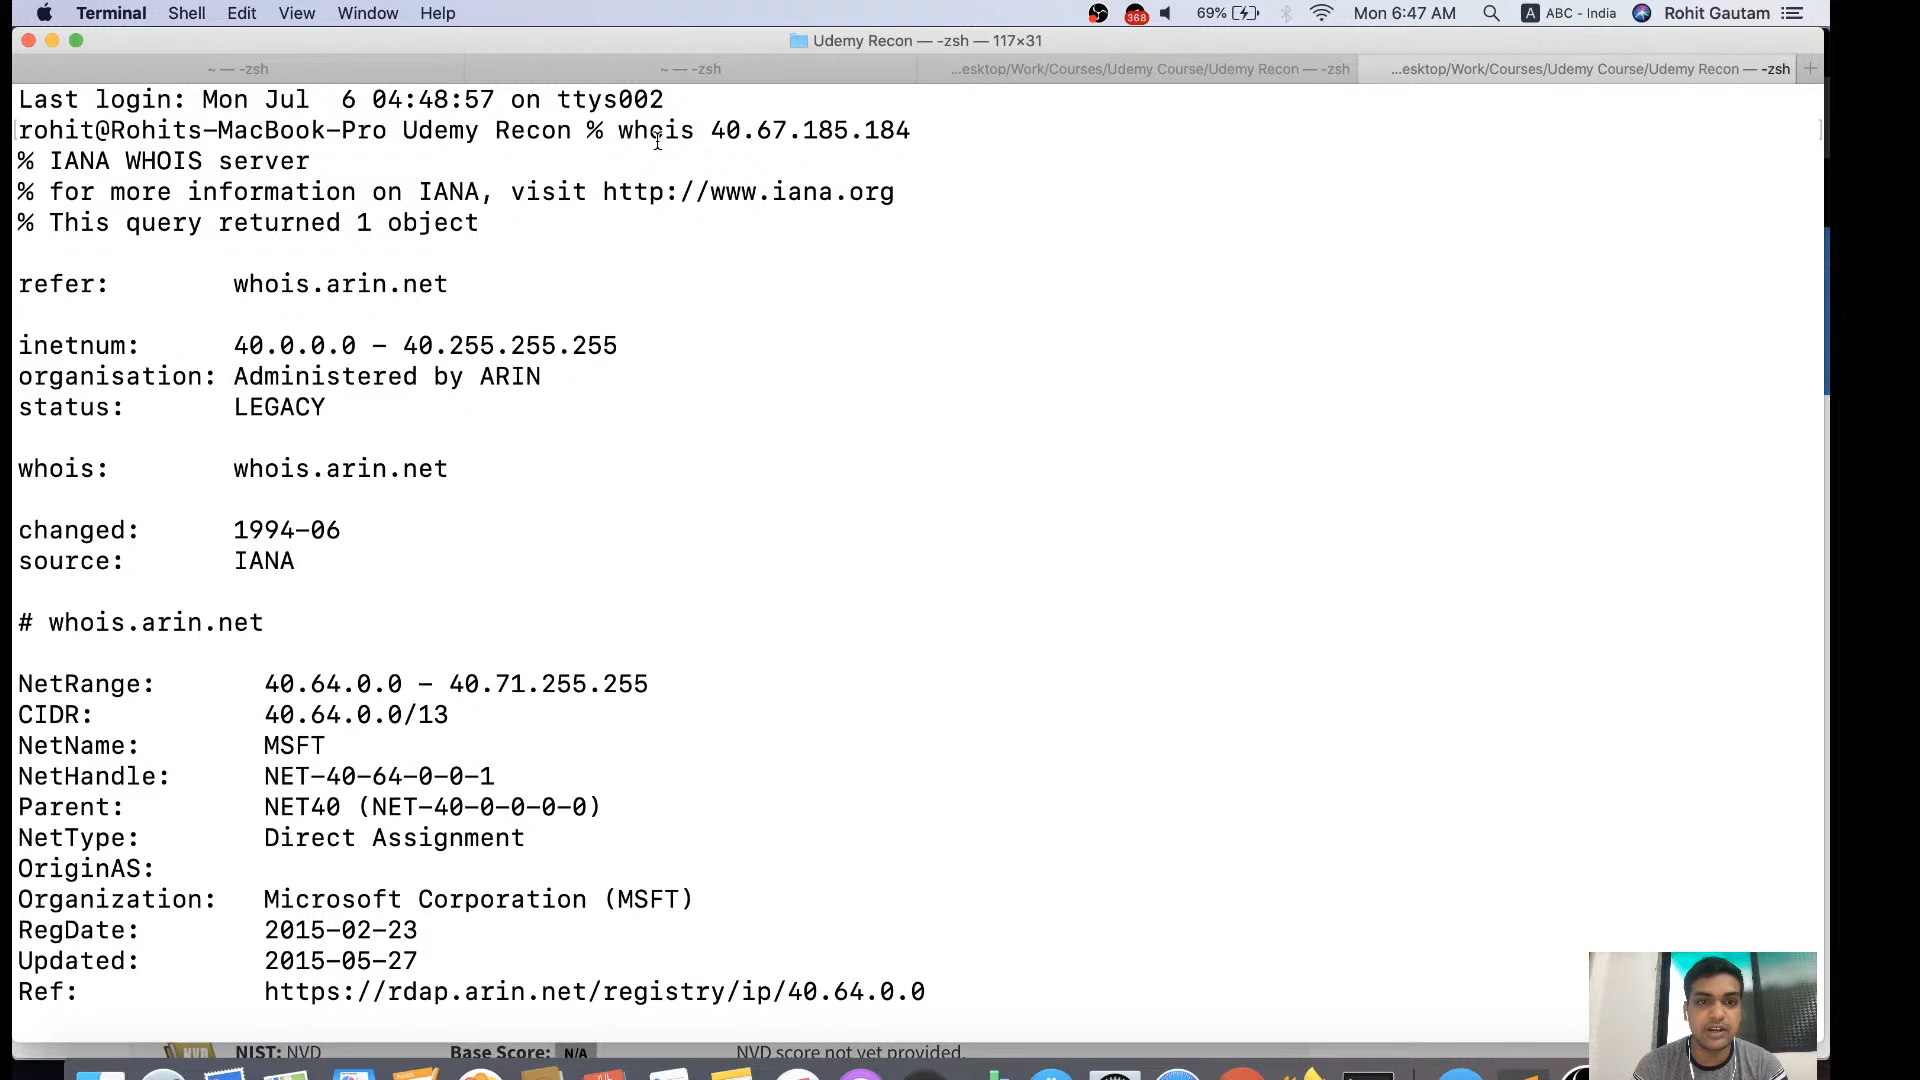 Terminal Shell Edit View Window Help 368 69% Mon 6:47 AM A ABC - India Rohit Gautam
Udemy Recon — -zsh — 117×31
~ — -zsh ~ — -zsh ...esktop/Work/Courses/Udemy Course/Udemy Recon — -zsh ...esktop/Work/Courses/Udemy Course/Udemy Recon — -zsh
Last login: Mon Jul  6 04:48:57 on ttys002
rohit@Rohits-MacBook-Pro Udemy Recon % whois 40.67.185.184
% IANA WHOIS server
% for more information on IANA, visit http://www.iana.org
% This query returned 1 object
refer: whois.arin.net
inetnum: 40.0.0.0 - 40.255.255.255
organisation: Administered by ARIN
status: LEGACY
whois: whois.arin.net
changed: 1994-06
source: IANA
# whois.arin.net
NetRange: 40.64.0.0 - 40.71.255.255
CIDR: 40.64.0.0/13
NetName: MSFT
NetHandle: NET-40-64-0-0-1
Parent: NET40 (NET-40-0-0-0-0)
NetType: Direct Assignment
OriginAS:
Organization: Microsoft Corporation (MSFT)
RegDate: 2015-02-23
Updated: 2015-05-27
Ref: https://rdap.arin.net/registry/ip/40.64.0.0
NVD NIST: NVD Base Score: N/A NVD score not yet provided.